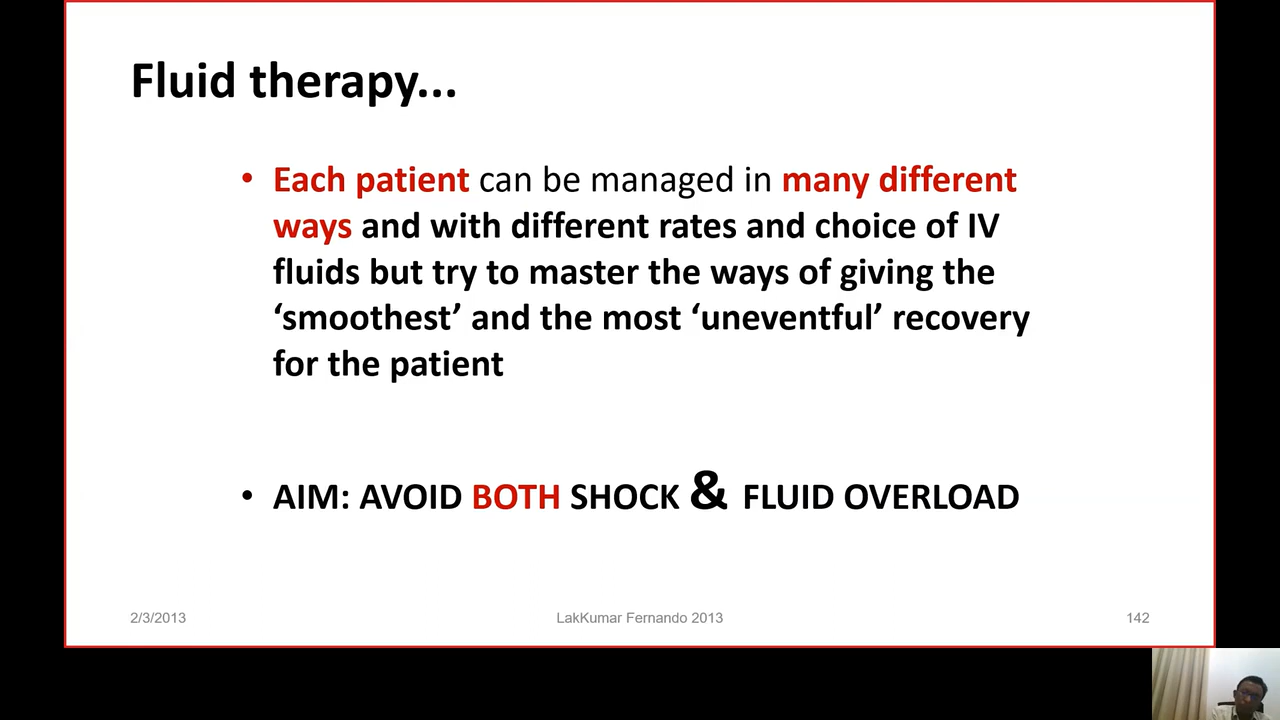 Fluid therapy...
• Each patient can be managed in many different
ways and with different rates and choice of IV
fluids but try to master the ways of giving the
‘smoothest’ and the most ‘uneventful’ recovery
for the patient
• AIM: AVOID BOTH SHOCK & FLUID OVERLOAD
2/3/2013
LakKumar Fernando 2013
142